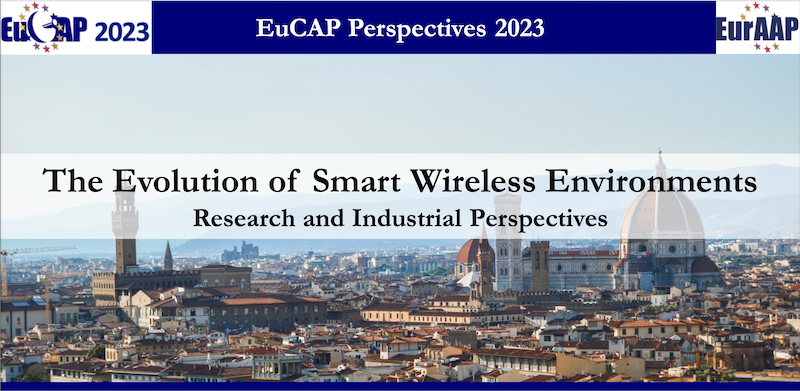 EuCAP 2023
EuCAP Perspectives 2023
EurAAP
The Evolution of Smart Wireless Environments
Research and Industrial Perspectives